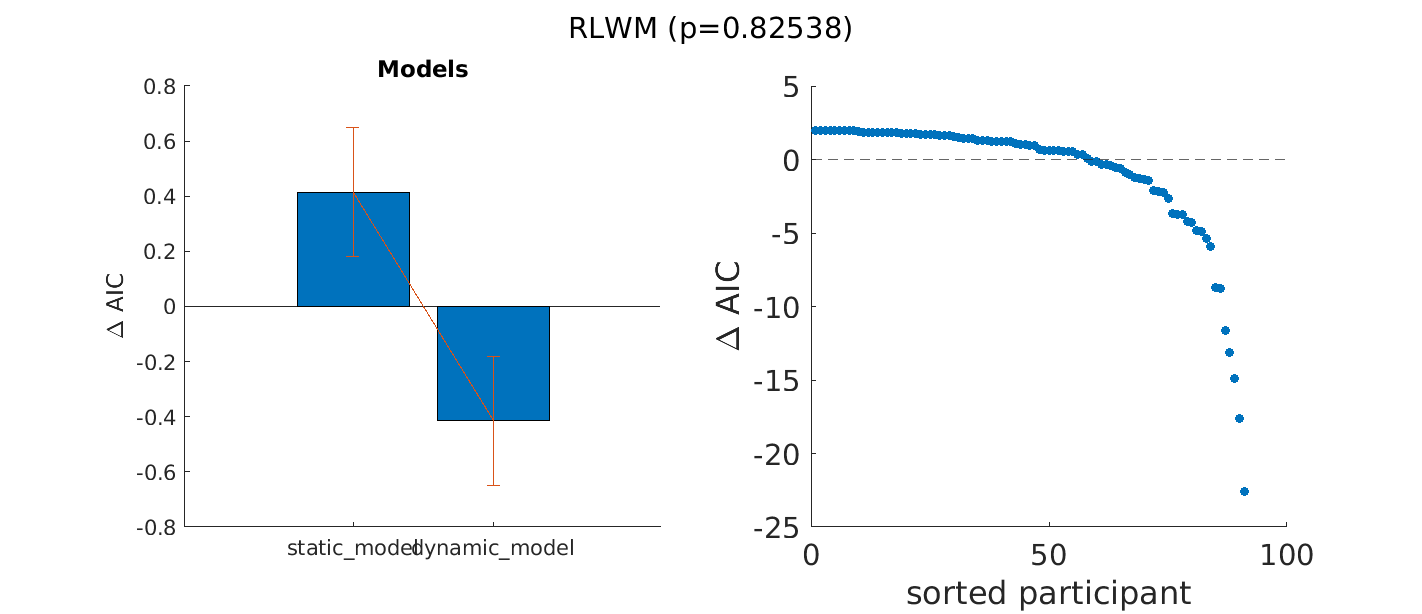 RLWM (p=0.82538)
Models
0.8
0.6
0.4
0.2
0
-0.2
-0.4
-0.6
-0.8
Δ AIC
static_model
dynamic_model
5
0
-5
-10
-15
-20
-25
Δ AIC
0 50 100
sorted participant